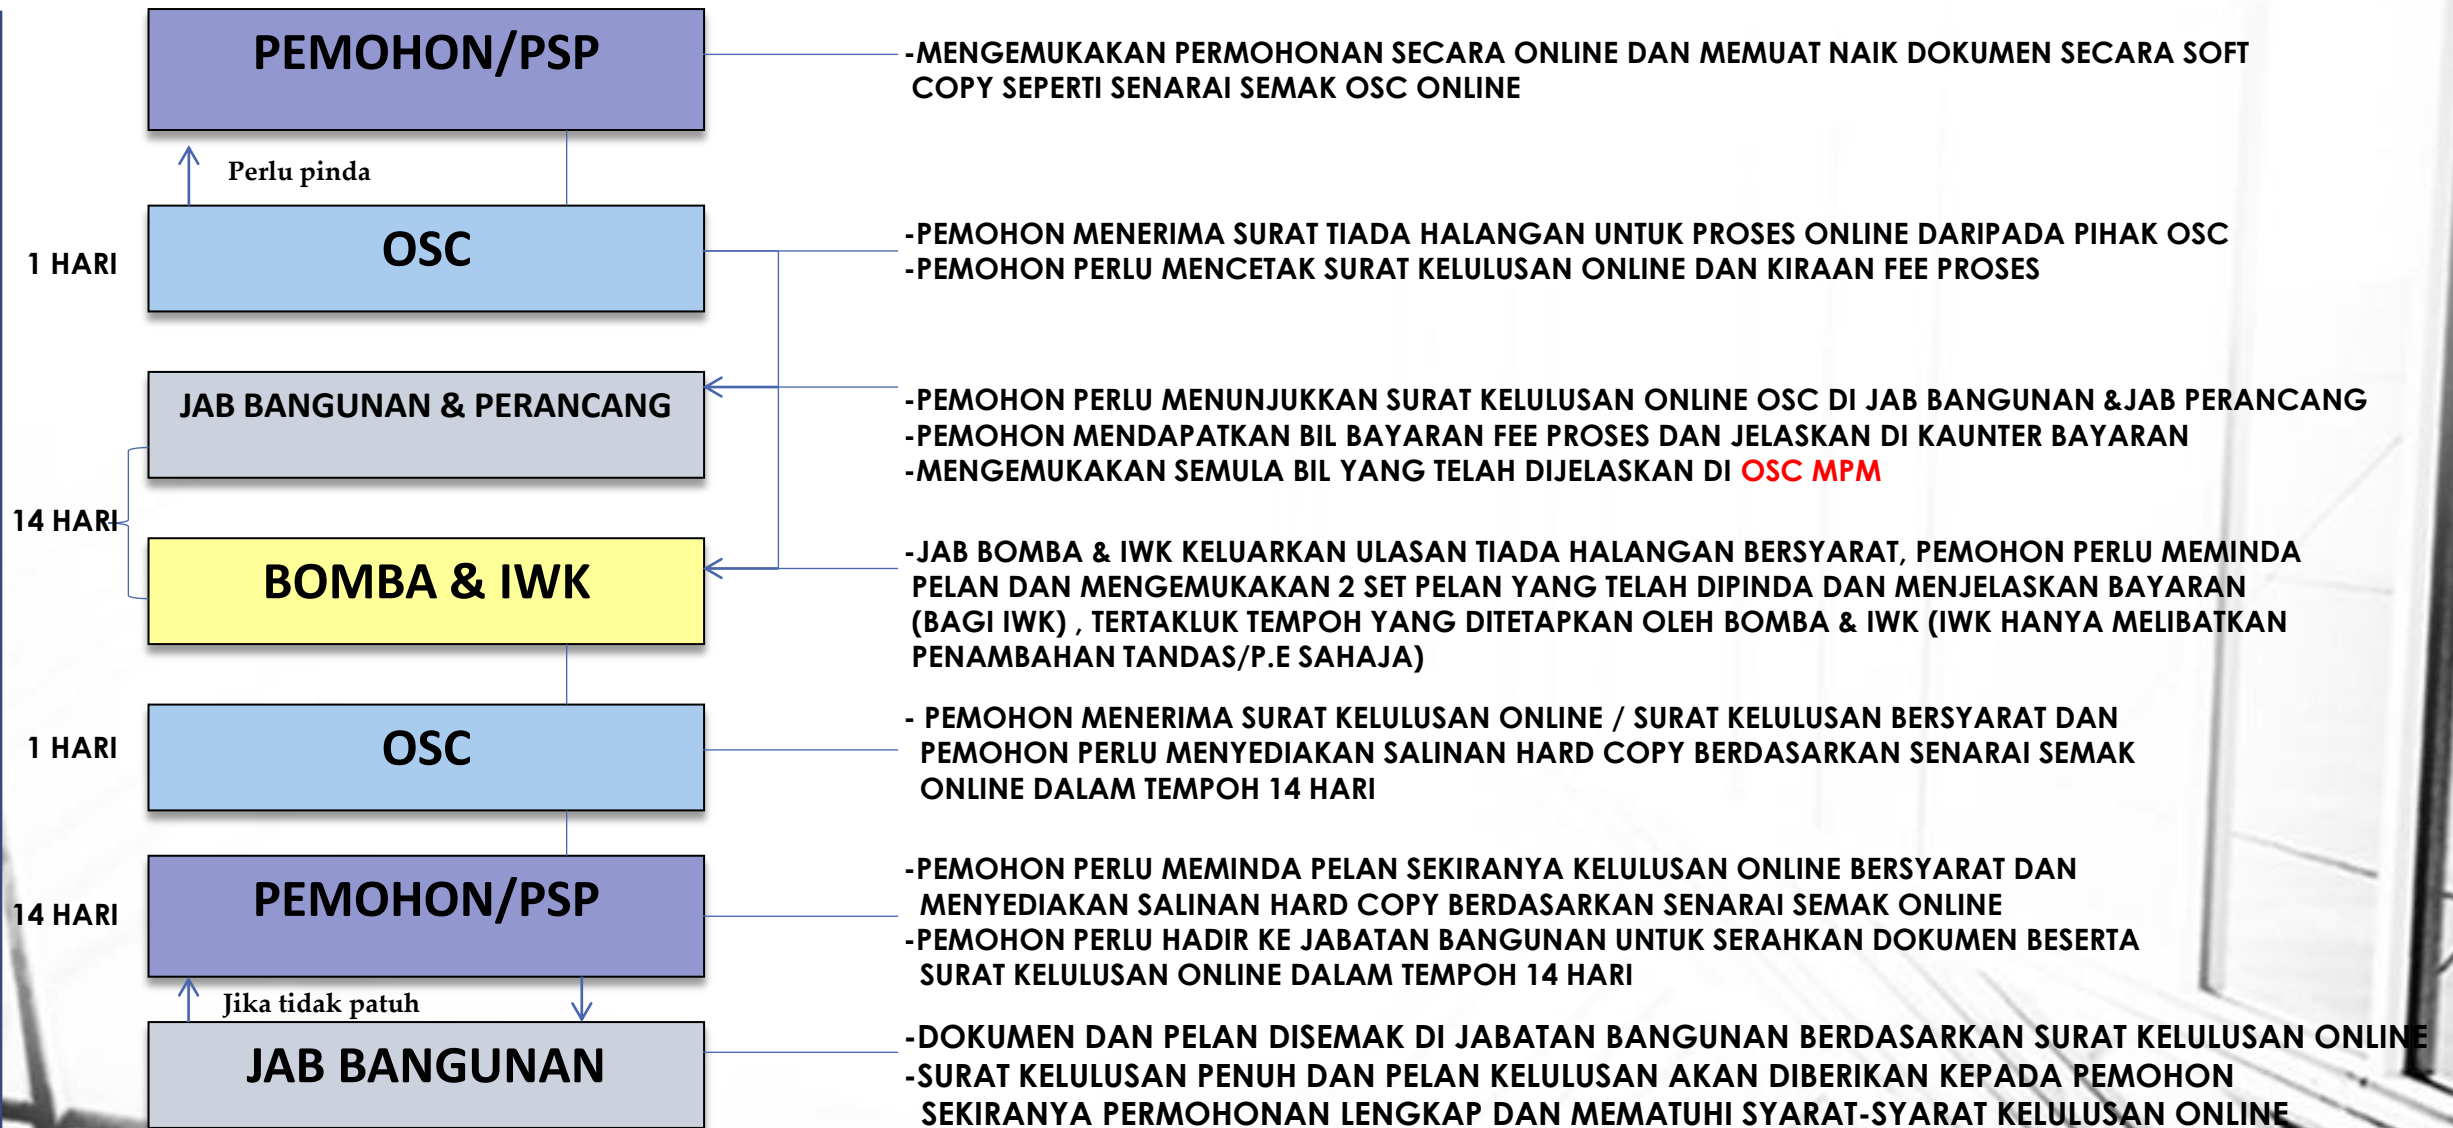 PEMOHON/PSP
-MENGEMUKAKAN PERMOHONAN SECARA ONLINE DAN MEMUAT NAIK DOKUMEN SECARA SOFT
COPY SEPERTI SENARAI SEMAK OSC ONLINE
Perlu pinda
1 HARI
OSC
-PEMOHON MENERIMA SURAT TIADA HALANGAN UNTUK PROSES ONLINE DARIPADA PIHAK OSC
-PEMOHON PERLU MENCETAK SURAT KELULUSAN ONLINE DAN KIRAAN FEE PROSES
JAB BANGUNAN & PERANCANG
-PEMOHON PERLU MENUNJUKKAN SURAT KELULUSAN ONLINE OSC DI JAB BANGUNAN &JAB PERANCANG
-PEMOHON MENDAPATKAN BIL BAYARAN FEE PROSES DAN JELASKAN DI KAUNTER BAYARAN
-MENGEMUKAKAN SEMULA BIL YANG TELAH DIJELASKAN DI OSC MPM
14 HARI
BOMBA & IWK
-JAB BOMBA & IWK KELUARKAN ULASAN TIADA HALANGAN BERSYARAT, PEMOHON PERLU MEMINDA
PELAN DAN MENGEMUKAKAN 2 SET PELAN YANG TELAH DIPINDA DAN MENJELASKAN BAYARAN
(BAGI IWK) , TERTAKLUK TEMPOH YANG DITETAPKAN OLEH BOMBA & IWK (IWK HANYA MELIBATKAN
PENAMBAHAN TANDAS/P.E SAHAJA)
1 HARI
OSC
- PEMOHON MENERIMA SURAT KELULUSAN ONLINE / SURAT KELULUSAN BERSYARAT DAN
PEMOHON PERLU MENYEDIAKAN SALINAN HARD COPY BERDASARKAN SENARAI SEMAK
ONLINE DALAM TEMPOH 14 HARI
14 HARI
PEMOHON/PSP
-PEMOHON PERLU MEMINDA PELAN SEKIRANYA KELULUSAN ONLINE BERSYARAT DAN
MENYEDIAKAN SALINAN HARD COPY BERDASARKAN SENARAI SEMAK ONLINE
-PEMOHON PERLU HADIR KE JABATAN BANGUNAN UNTUK SERAHKAN DOKUMEN BESERTA
SURAT KELULUSAN ONLINE DALAM TEMPOH 14 HARI
Jika tidak patuh
JAB BANGUNAN
-DOKUMEN DAN PELAN DISEMAK DI JABATAN BANGUNAN BERDASARKAN SURAT KELULUSAN ONLINE
-SURAT KELULUSAN PENUH DAN PELAN KELULUSAN AKAN DIBERIKAN KEPADA PEMOHON
SEKIRANYA PERMOHONAN LENGKAP DAN MEMATUHI SYARAT-SYARAT KELULUSAN ONLINE